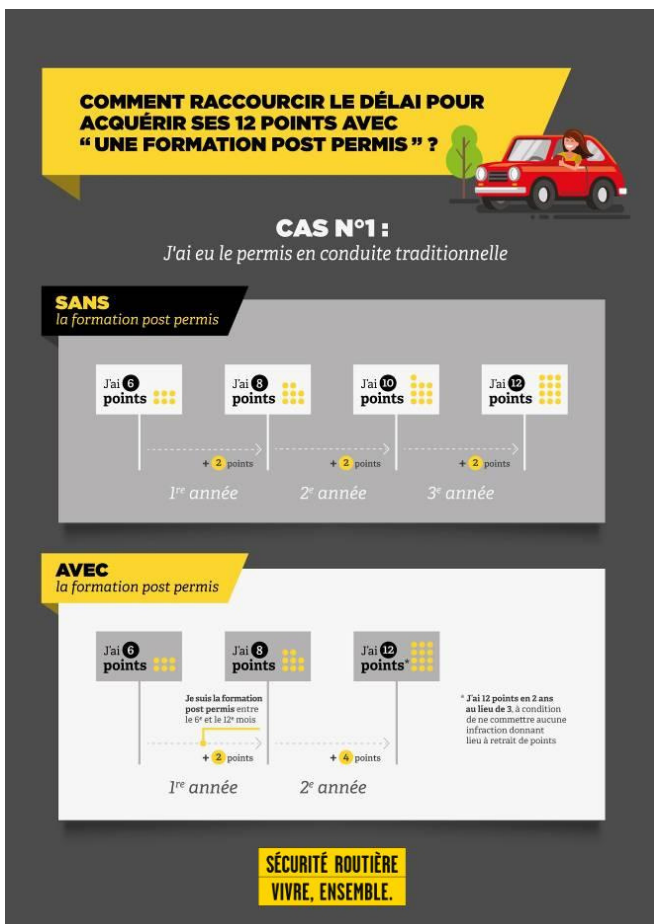 COMMENT RACCOURCIR LE DÉLAI POUR
ACQUÉRIR SES 12 POINTS AVEC
“ UNE FORMATION POST PERMIS ” ?
CAS N°1 :
J'ai eu le permis en conduite traditionnelle
SANS
la formation post permis
J'ai 6
points
J'ai 8
points
J'ai 10
points
J'ai 12
points
+ 2 points
+ 2 points
+ 2 points
1re année
2e année
3e année
AVEC
la formation post permis
J'ai 6
points
J'ai 8
points
J'ai 12
points*
Je suis la formation
post permis entre
le 6e et le 12e mois
* J'ai 12 points en 2 ans
au lieu de 3, à condition
de ne commettre aucune
infraction donnant
lieu à retrait de points
+ 2 points
+ 4 points
1re année
2e année
SÉCURITÉ ROUTIÈRE
VIVRE, ENSEMBLE.